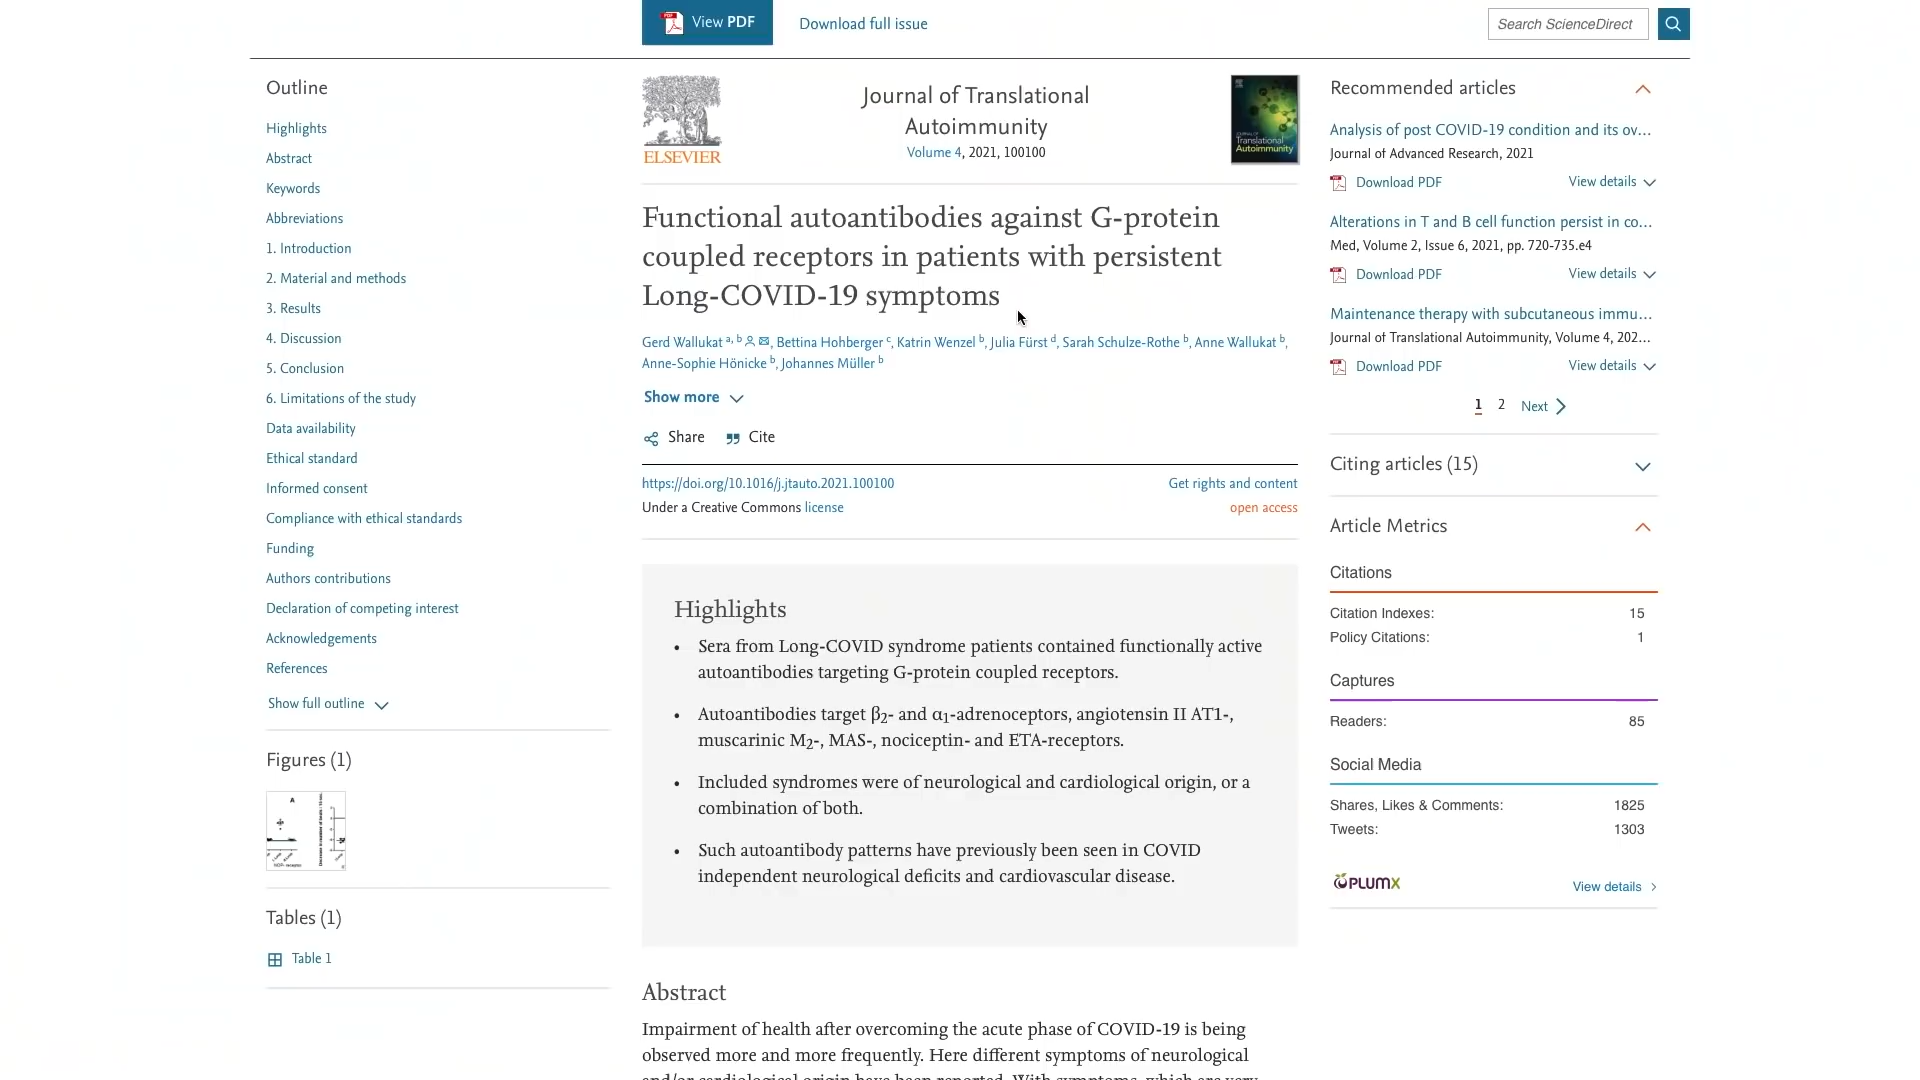 View PDF
Download full issue
Search ScienceDirect
Outline
Highlights
Abstract
Keywords
Abbreviations
1. Introduction
2. Material and methods
3. Results
4. Discussion
5. Conclusion
6. Limitations of the study
Data availability
Ethical standard
Informed consent
Compliance with ethical standards
Funding
Authors contributions
Declaration of competing interest
Acknowledgements
References
Show full outline
Figures (1)
Tables (1)
Table 1
ELSEVIER
Journal of Translational
Autoimmunity
Volume 4, 2021, 100100
Translational
Autoimmunity
Functional autoantibodies against G-protein
coupled receptors in patients with persistent
Long-COVID-19 symptoms
Gerd Wallukat a, b, Bettina Hohberger c, Katrin Wenzel b, Julia Fürst d, Sarah Schulze-Rothe b, Anne Wallukat b,
Anne-Sophie Hönicke b, Johannes Müller b
Show more
Share Cite
https://doi.org/10.1016/j.jtauto.2021.100100
Get rights and content
Under a Creative Commons license
open access
Highlights
• Sera from Long-COVID syndrome patients contained functionally active
autoantibodies targeting G-protein coupled receptors.
• Autoantibodies target β2- and α1-adrenoceptors, angiotensin II AT1-,
muscarinic M2-, MAS-, nociceptin- and ETA-receptors.
• Included syndromes were of neurological and cardiological origin, or a
combination of both.
• Such autoantibody patterns have previously been seen in COVID
independent neurological deficits and cardiovascular disease.
Abstract
Impairment of health after overcoming the acute phase of COVID-19 is being
observed more and more frequently. Here different symptoms of neurological
and/or cardiological origin have been reported. With symptoms, which are very
Recommended articles
Analysis of post COVID-19 condition and its ov...
Journal of Advanced Research, 2021
Download PDF View details
Alterations in T and B cell function persist in co...
Med, Volume 2, Issue 6, 2021, pp. 720-735.e4
Download PDF View details
Maintenance therapy with subcutaneous immu...
Journal of Translational Autoimmunity, Volume 4, 202...
Download PDF View details
1 2 Next
Citing articles (15)
Article Metrics
Citations
Citation Indexes: 15
Policy Citations: 1
Captures
Readers: 85
Social Media
Shares, Likes & Comments: 1825
Tweets: 1303
PLUMX
View details